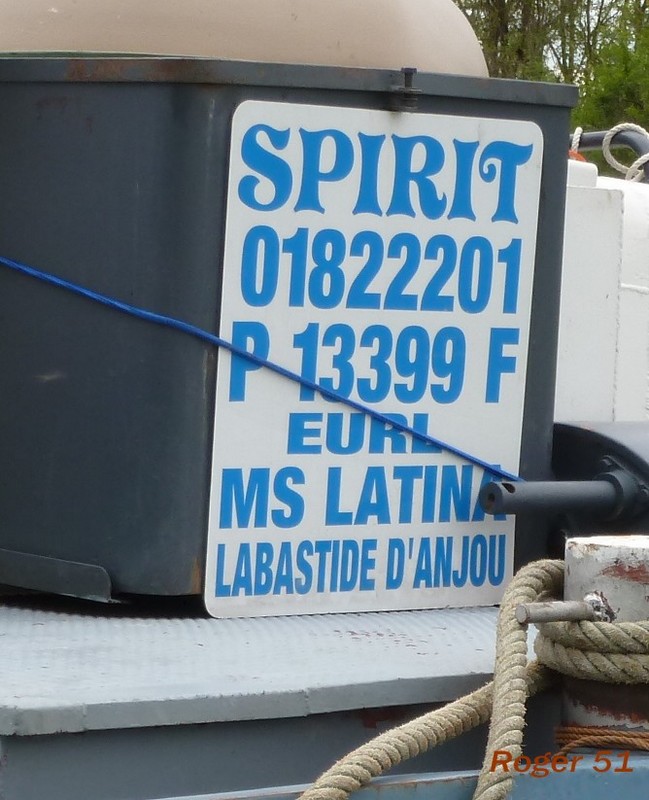 SPIRIT
01822201
P 13399 F
EURL
MS LATINA
LABASTIDE D'ANJOU
Roger 51